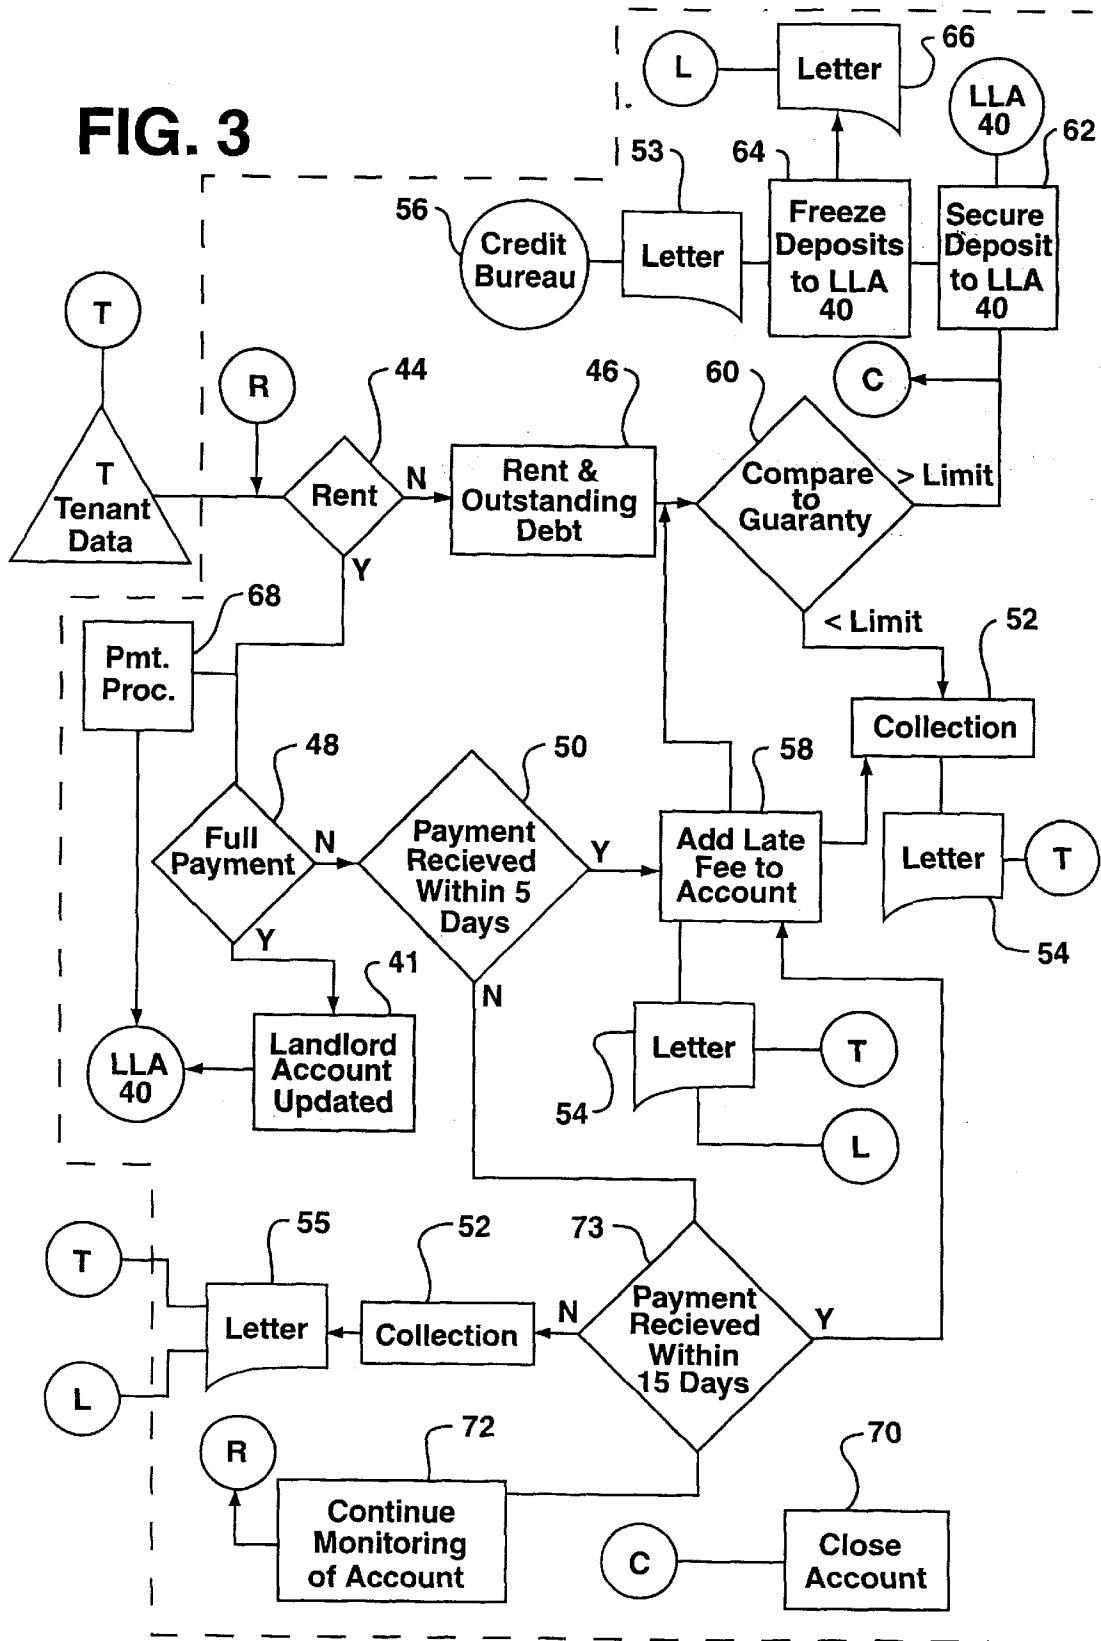 FIG. 3
L
Letter
66
LLA
40
62
53
64
56
Credit
Bureau
Letter
Freeze
Deposits
to LLA
40
Secure
Deposit
to LLA
40
T
R
44
46
60
C
T
Tenant
Data
Rent
N
Rent &
Outstanding
Debt
Compare
to
Guaranty
> Limit
Y
< Limit
68
52
Pmt.
Proc.
Collection
48
50
58
Full
Payment
N
Payment
Recieved
Within 5
Days
Y
Add Late
Fee to
Account
Letter
T
Y
54
41
N
LLA
40
Landlord
Account
Updated
Letter
T
54
L
55
52
73
T
Letter
Collection
N
Payment
Recieved
Within
15 Days
Y
L
R
72
70
Continue
Monitoring
of Account
C
Close
Account